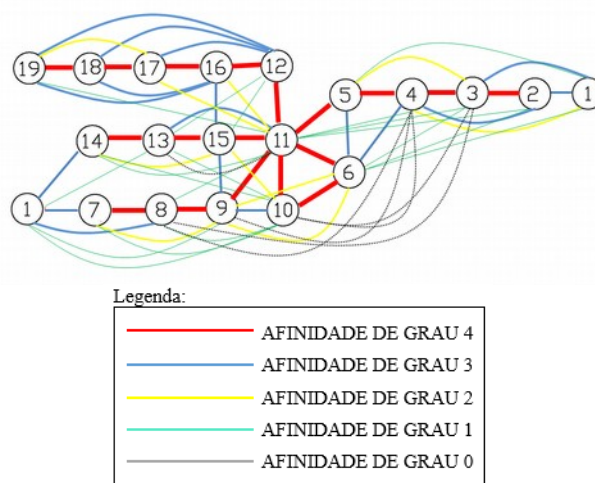 19 18 17 16 12
5 4 3 2 1
14 13 15 11
6
1 7 8 9 10
Legenda:
AFINIDADE DE GRAU 4
AFINIDADE DE GRAU 3
AFINIDADE DE GRAU 2
AFINIDADE DE GRAU 1
AFINIDADE DE GRAU 0